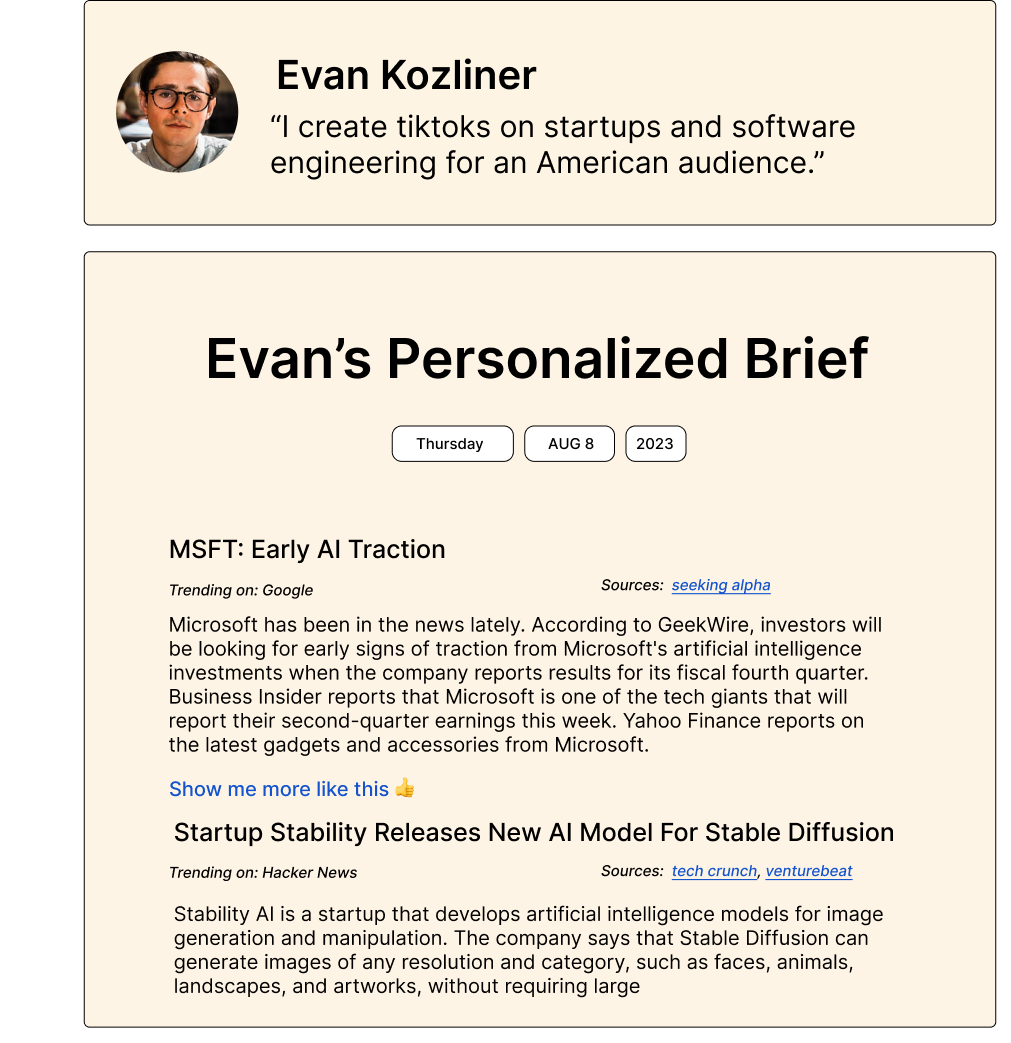 Evan Kozliner
“I create tiktoks on startups and software
engineering for an American audience.”
Evan’s Personalized Brief
Thursday AUG 8 2023
MSFT: Early AI Traction
Trending on: Google Sources: seeking alpha
Microsoft has been in the news lately. According to GeekWire, investors will
be looking for early signs of traction from Microsoft's artificial intelligence
investments when the company reports results for its fiscal fourth quarter.
Business Insider reports that Microsoft is one of the tech giants that will
report their second-quarter earnings this week. Yahoo Finance reports on
the latest gadgets and accessories from Microsoft.
Show me more like this 👍
Startup Stability Releases New AI Model For Stable Diffusion
Trending on: Hacker News Sources: tech crunch, venturebeat
Stability AI is a startup that develops artificial intelligence models for image
generation and manipulation. The company says that Stable Diffusion can
generate images of any resolution and category, such as faces, animals,
landscapes, and artworks, without requiring large